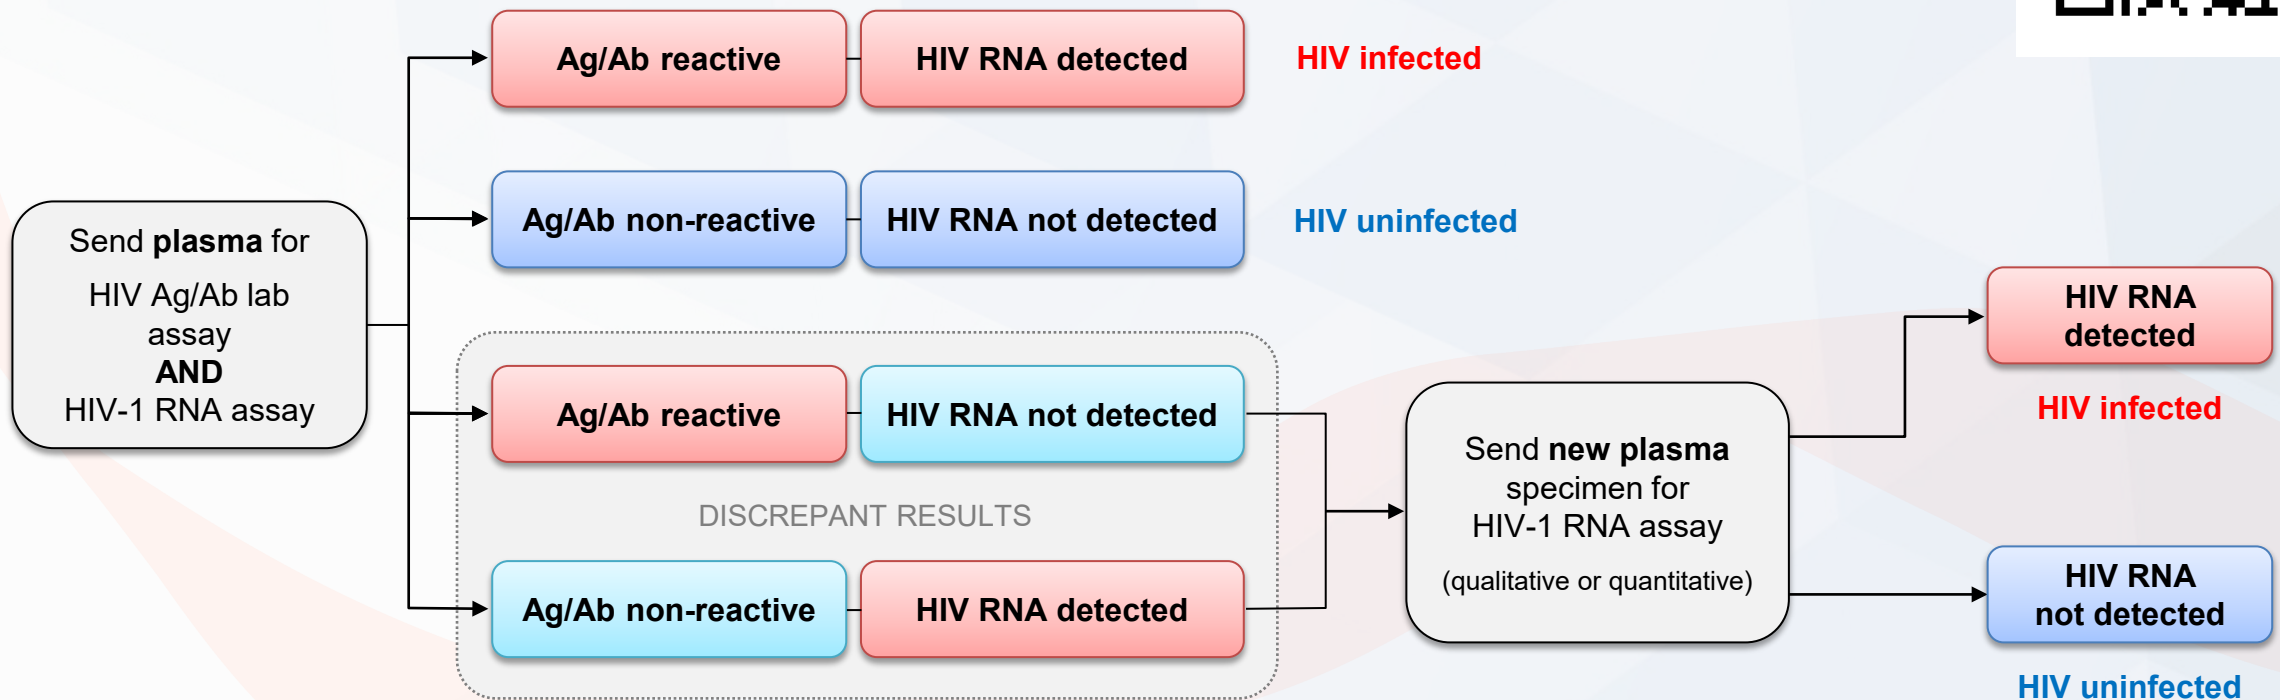 Send plasma for
HIV Ag/Ab lab
assay
AND
HIV-1 RNA assay
Ag/Ab reactive
HIV RNA detected
HIV infected
Ag/Ab non-reactive
HIV RNA not detected
HIV uninfected
Ag/Ab reactive
HIV RNA not detected
DISCREPANT RESULTS
Ag/Ab non-reactive
HIV RNA detected
Send new plasma
specimen for
HIV-1 RNA assay
(qualitative or quantitative)
HIV RNA
detected
HIV infected
HIV RNA
not detected
HIV uninfected